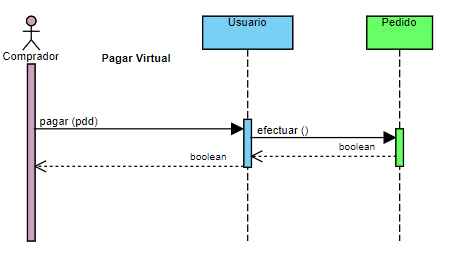 Usuario
Pedido
Comprador
Pagar Virtual
pagar (pdd)
efectuar ()
boolean
boolean